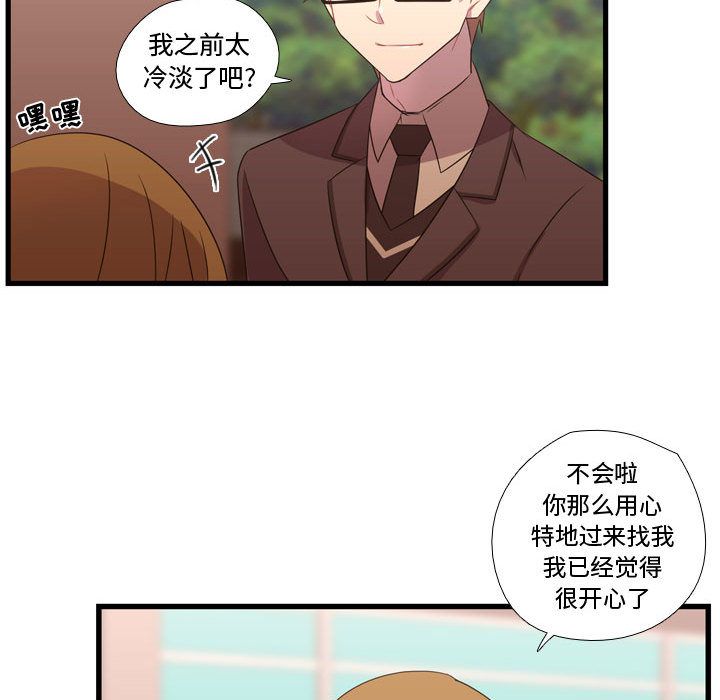 我之前太
冷淡了吧?
嘿嘿
不会啦
你那么用心
特地过来找我
我已经觉得
很开心了